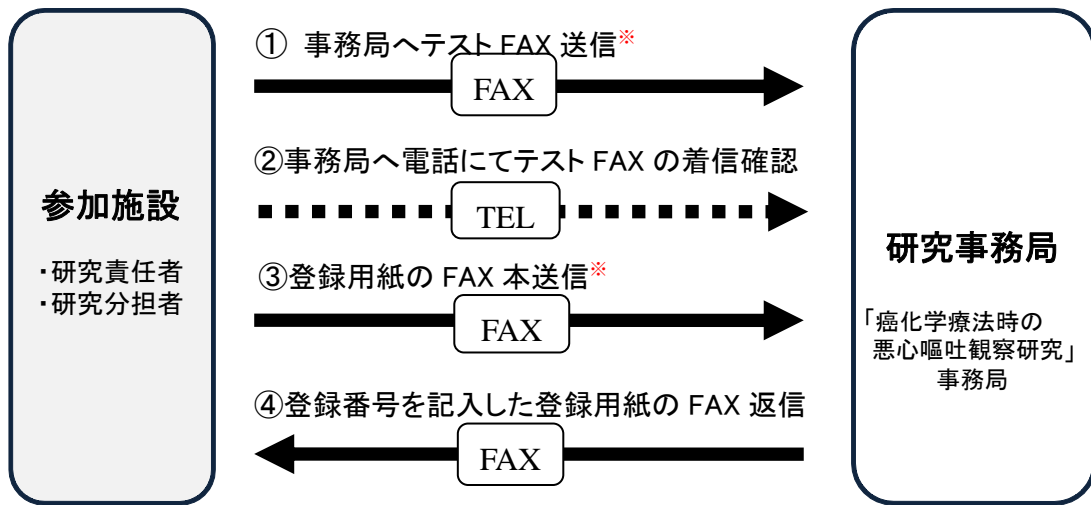 参加施設
・研究責任者
・研究分担者
① 事務局へテスト FAX 送信※
FAX
②事務局へ電話にてテスト FAX の着信確認
TEL
③登録用紙の FAX 本送信※
FAX
④登録番号を記入した登録用紙の FAX 返信
FAX
研究事務局
「癌化学療法時の
悪心嘔吐観察研究」
事務局